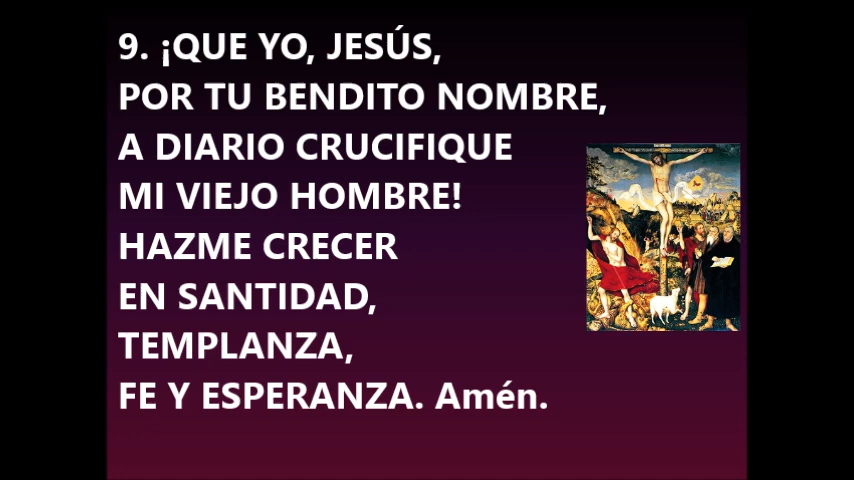 9. ¡QUE YO, JESÚS,
POR TU BENDITO NOMBRE,
A DIARIO CRUCIFIQUE
MI VIEJO HOMBRE!
HAZME CRECER
EN SANTIDAD,
TEMPLANZA,
FE Y ESPERANZA. Amén.